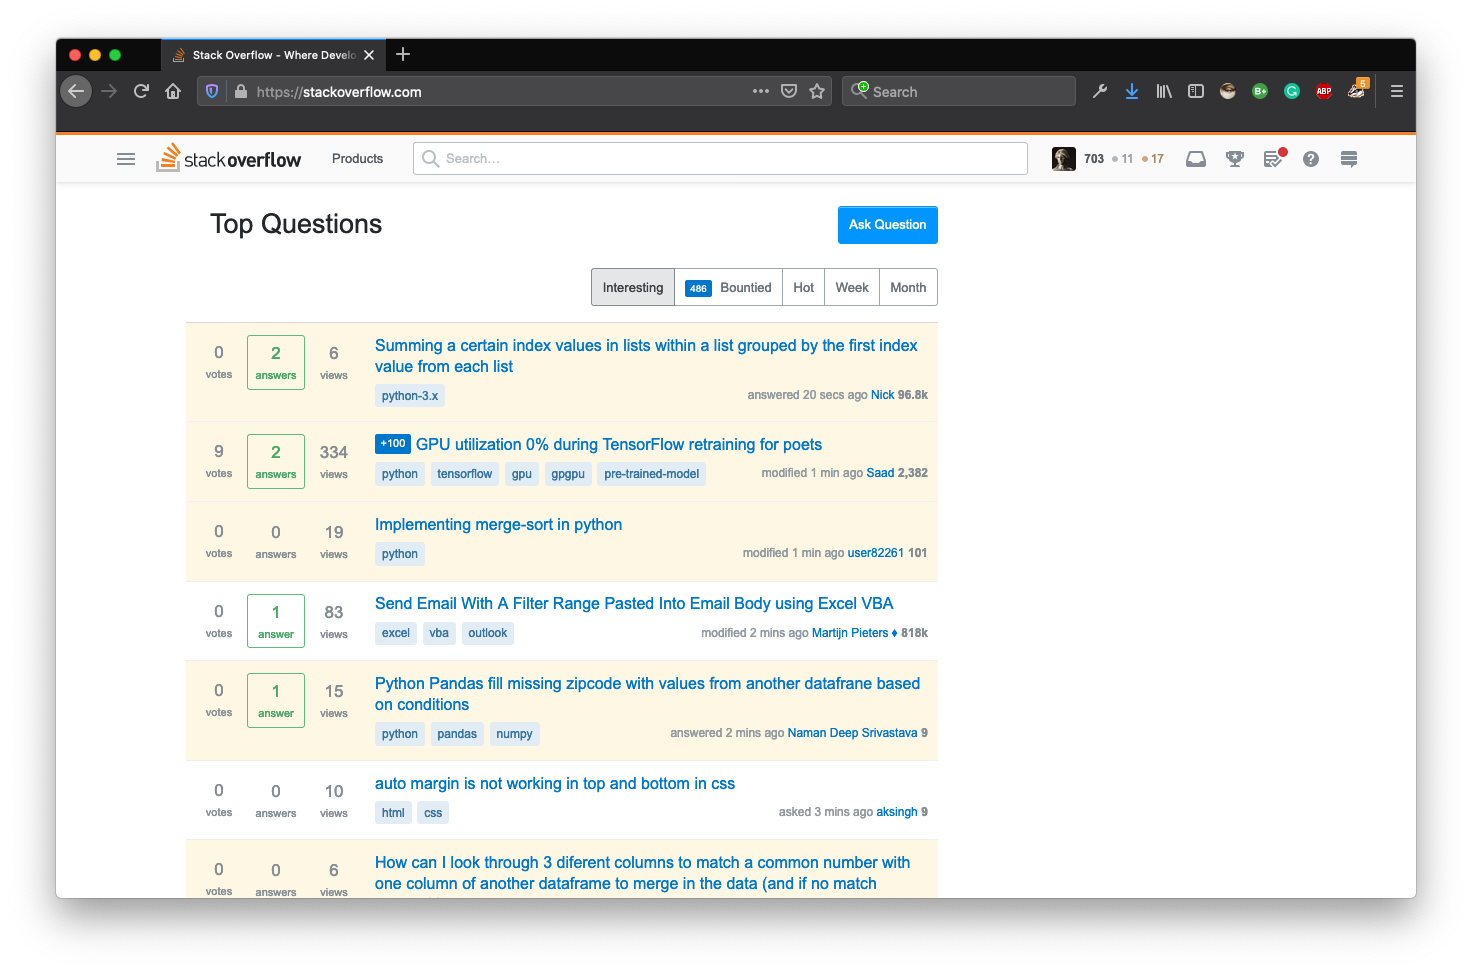 Stack Overflow - Where Develo
https://stackoverflow.com
Search
5
B+
G
ABP
stackoverflow
Products
Search...
703 11 17
Top Questions
Ask Question
Interesting
486 Bountied
Hot
Week
Month
0 votes
2 answers
6 views
Summing a certain index values in lists within a list grouped by the first index
value from each list
python-3.x
answered 20 secs ago Nick 96.8k
9 votes
2 answers
334 views
+100 GPU utilization 0% during TensorFlow retraining for poets
python tensorflow gpu gpgpu pre-trained-model
modified 1 min ago Saad 2,382
0 votes
0 answers
19 views
Implementing merge-sort in python
python
modified 1 min ago user82261 101
0 votes
1 answer
83 views
Send Email With A Filter Range Pasted Into Email Body using Excel VBA
excel vba outlook
modified 2 mins ago Martijn Pieters ♦ 818k
0 votes
1 answer
15 views
Python Pandas fill missing zipcode with values from another datafrane based
on conditions
python pandas numpy
answered 2 mins ago Naman Deep Srivastava 9
0 votes
0 answers
10 views
auto margin is not working in top and bottom in css
html css
asked 3 mins ago aksingh 9
0 votes
0 answers
6 views
How can I look through 3 diferent columns to match a common number with
one column of another dataframe to merge in the data (and if no match